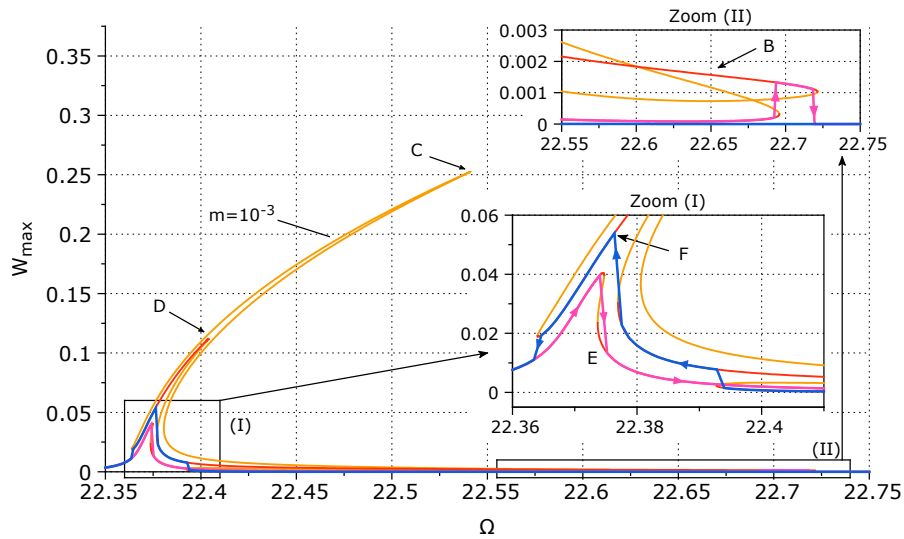 Zoom (II)
0.003
0.002
0.001
0
B
22.55
22.6
22.65
22.7
22.75
0.35
0.3
0.25
0.2
0.15
0.1
0.05
0
W_max
C
m=10⁻³
D
(I)
Zoom (I)
0.06
0.04
0.02
0
F
E
22.36
22.38
22.4
(II)
22.35
22.4
22.45
22.5
22.55
22.6
22.65
22.7
22.75
Ω